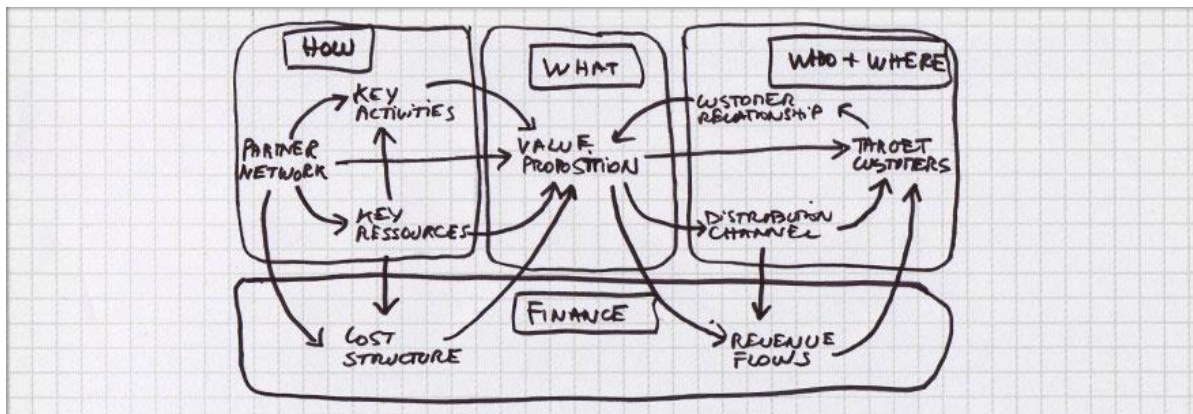 HOW
KEY
ACTIVITIES
PARTNER
NETWORK
KEY
RESSOURCES
WHAT
VALUE
PROPOSITION
WHO + WHERE
CUSTOMER
RELATIONSHIP
TARGET
CUSTOMERS
DISTRIBUTION
CHANNEL
FINANCE
COST
STRUCTURE
REVENUE
FLOWS